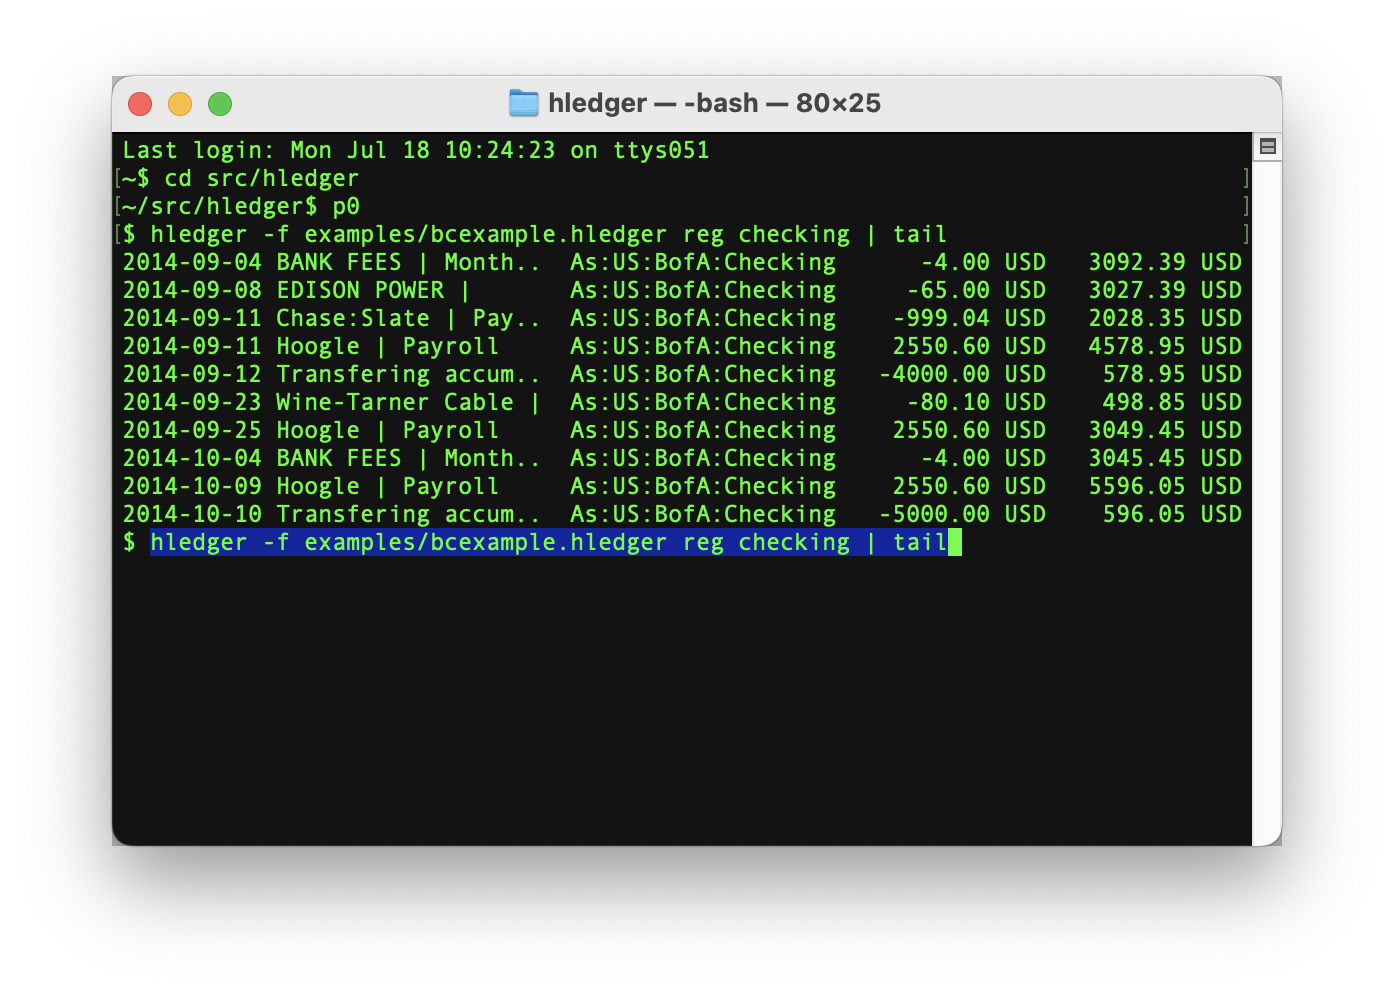 hledger — -bash — 80×25
Last login: Mon Jul 18 10:24:23 on ttys051
[~$ cd src/hledger ]
[~/src/hledger$ p0 ]
[$ hledger -f examples/bcexample.hledger reg checking | tail ]
2014-09-04 BANK FEES | Month..  As:US:BofA:Checking      -4.00 USD   3092.39 USD
2014-09-08 EDISON POWER |       As:US:BofA:Checking     -65.00 USD   3027.39 USD
2014-09-11 Chase:Slate | Pay..  As:US:BofA:Checking    -999.04 USD   2028.35 USD
2014-09-11 Hoogle | Payroll     As:US:BofA:Checking    2550.60 USD   4578.95 USD
2014-09-12 Transfering accum..  As:US:BofA:Checking   -4000.00 USD    578.95 USD
2014-09-23 Wine-Tarner Cable |  As:US:BofA:Checking     -80.10 USD    498.85 USD
2014-09-25 Hoogle | Payroll     As:US:BofA:Checking    2550.60 USD   3049.45 USD
2014-10-04 BANK FEES | Month..  As:US:BofA:Checking      -4.00 USD   3045.45 USD
2014-10-09 Hoogle | Payroll     As:US:BofA:Checking    2550.60 USD   5596.05 USD
2014-10-10 Transfering accum..  As:US:BofA:Checking   -5000.00 USD    596.05 USD
$ hledger -f examples/bcexample.hledger reg checking | tail